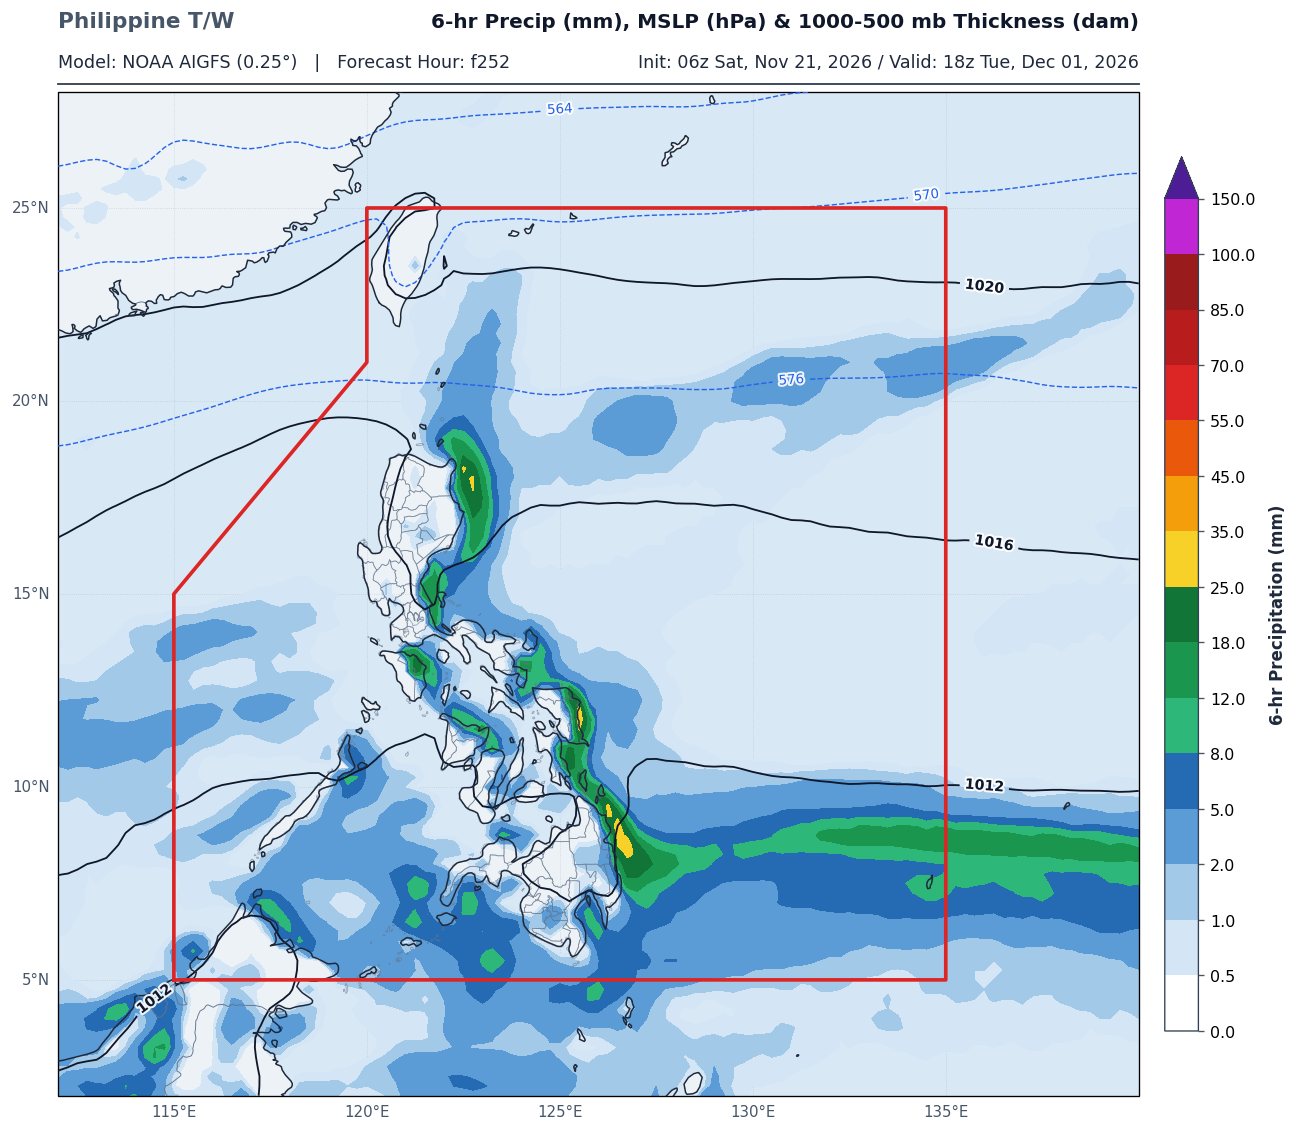 Philippine T/W
6-hr Precip (mm), MSLP (hPa) & 1000-500 mb Thickness (dam)
Model: NOAA AIGFS (0.25°) | Forecast Hour: f252
Init: 06z Sat, Nov 21, 2026 / Valid: 18z Tue, Dec 01, 2026
564
570
576
1020
1016
1012
1012
25°N
20°N
15°N
10°N
5°N
115°E
120°E
125°E
130°E
135°E
150.0
100.0
85.0
70.0
55.0
45.0
35.0
25.0
18.0
12.0
8.0
5.0
2.0
1.0
0.5
0.0
6-hr Precipitation (mm)